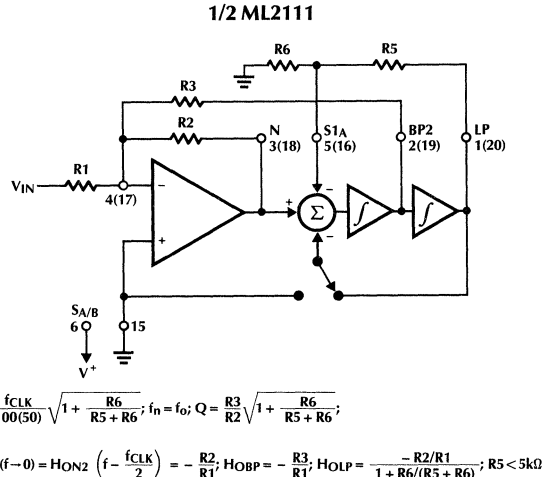 1/2 ML2111
R6
R5
R3
R2
N
3(18)
S1A
5(16)
BP2
2(19)
LP
1(20)
R1
VIN
4(17)
−
+
+
−
Σ
−
∫
∫
SA/B
6
15
V+
fCLK/00(50) √(1 + R6/(R5 + R6)); fn = fo; Q = R3/R2 √(1 + R6/(R5 + R6));
(f→0) = HON2 (f − fCLK/2) = − R2/R1; HOBP = − R3/R1; HOLP = −R2/R1 / (1 + R6/(R5 + R6)); R5 < 5kΩ